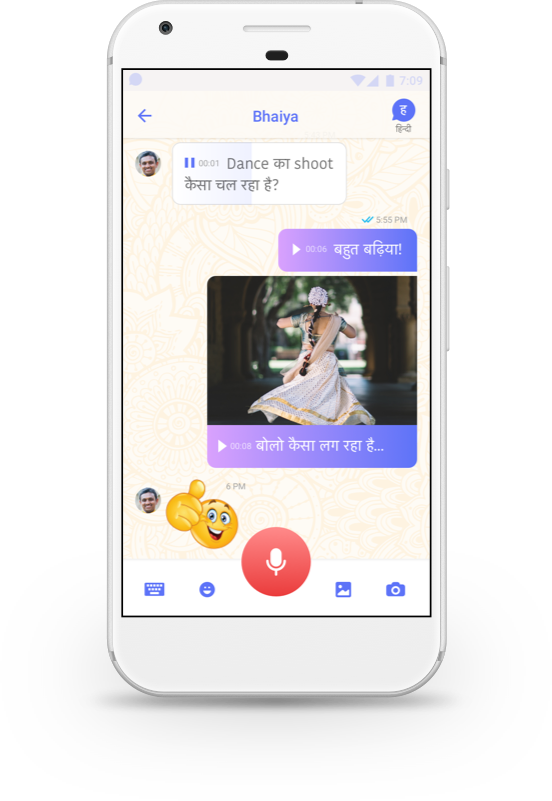 7:09
Bhaiya
ह
हिन्दी
00:01 Dance का shoot
कैसा चल रहा है?
5:55 PM
00:06 बहुत बढ़िया!
00:08 बोलो कैसा लग रहा है...
6 PM